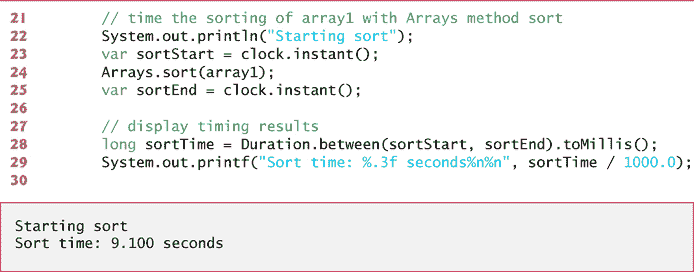 21 // time the sorting of array1 with Arrays method sort
22 System.out.println("Starting sort");
23 var sortStart = clock.instant();
24 Arrays.sort(array1);
25 var sortEnd = clock.instant();
26
27 // display timing results
28 long sortTime = Duration.between(sortStart, sortEnd).toMillis();
29 System.out.printf("Sort time: %.3f seconds%n%n", sortTime / 1000.0);
30
Starting sort
Sort time: 9.100 seconds